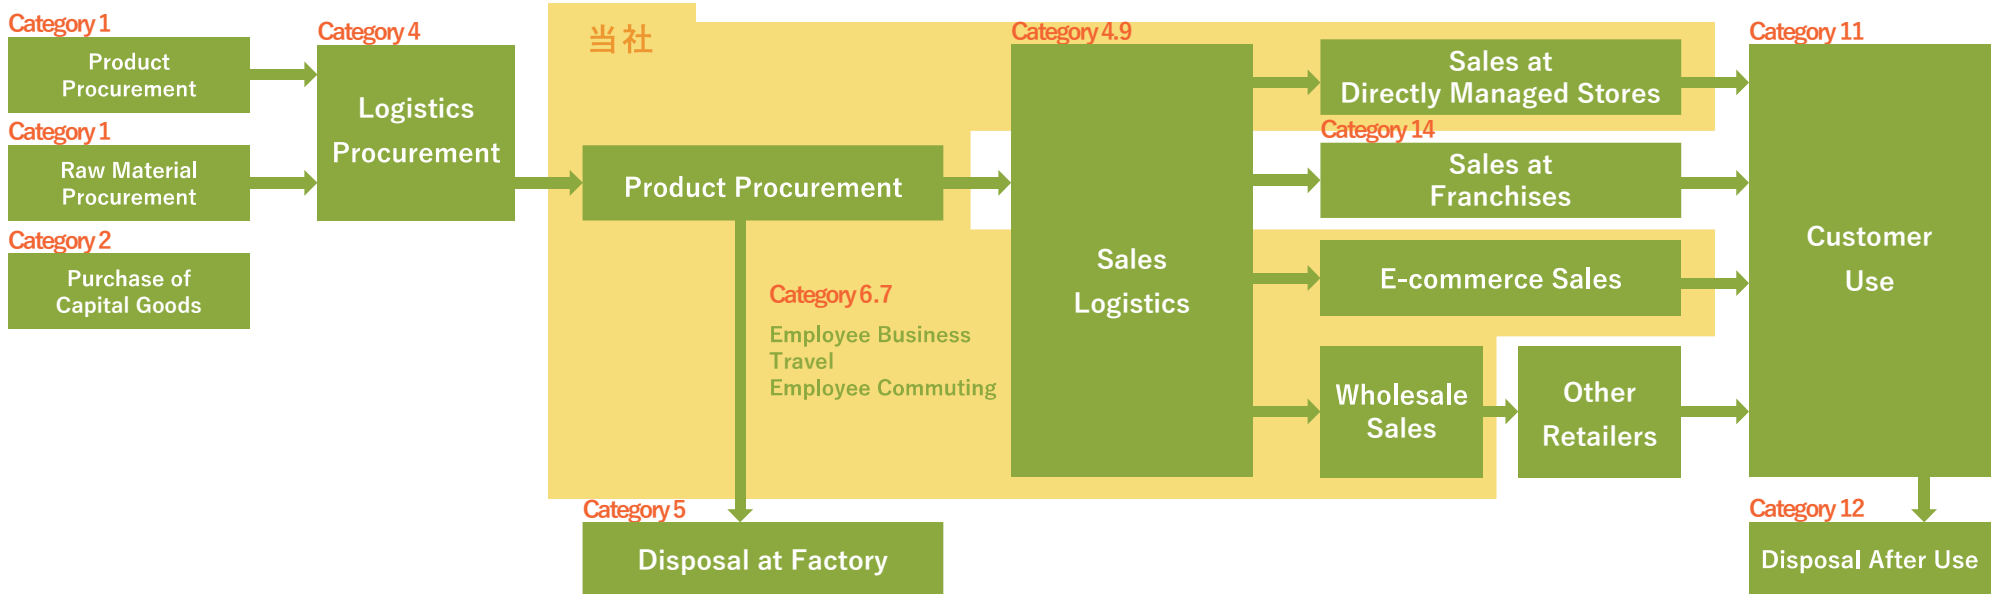 Category 1
Product
Procurement
Category 1
Raw Material
Procurement
Category 2
Purchase of
Capital Goods
Category 4
Logistics
Procurement
当社
Product Procurement
Category 6.7
Employee Business
Travel
Employee Commuting
Category 5
Disposal at Factory
Category 4.9
Sales
Logistics
Sales at
Directly Managed Stores
Category 14
Sales at
Franchises
E-commerce Sales
Wholesale
Sales
Other
Retailers
Category 11
Customer
Use
Category 12
Disposal After Use